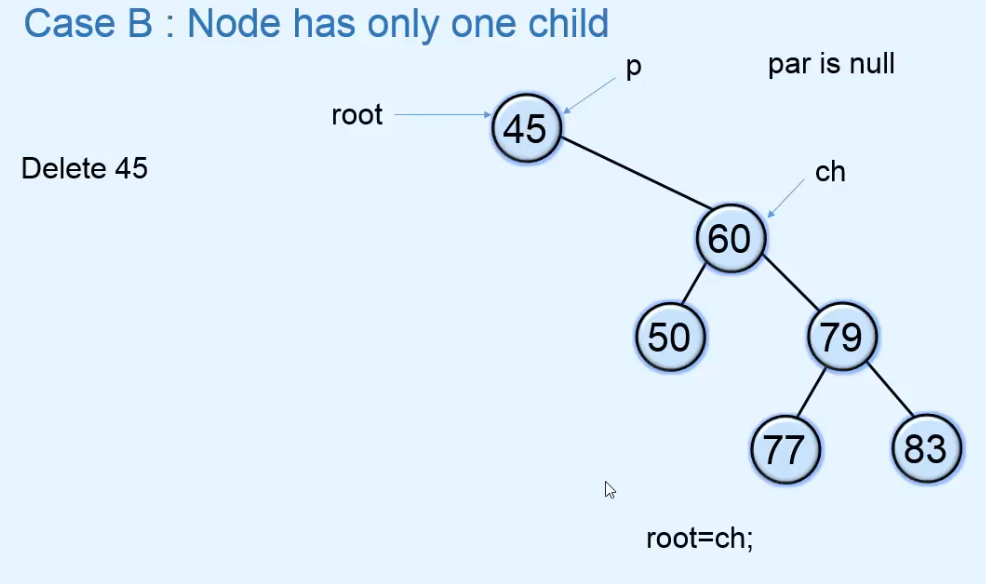 Case B : Node has only one child
p
par is null
root
45
Delete 45
ch
60
50
79
77
83
root=ch;